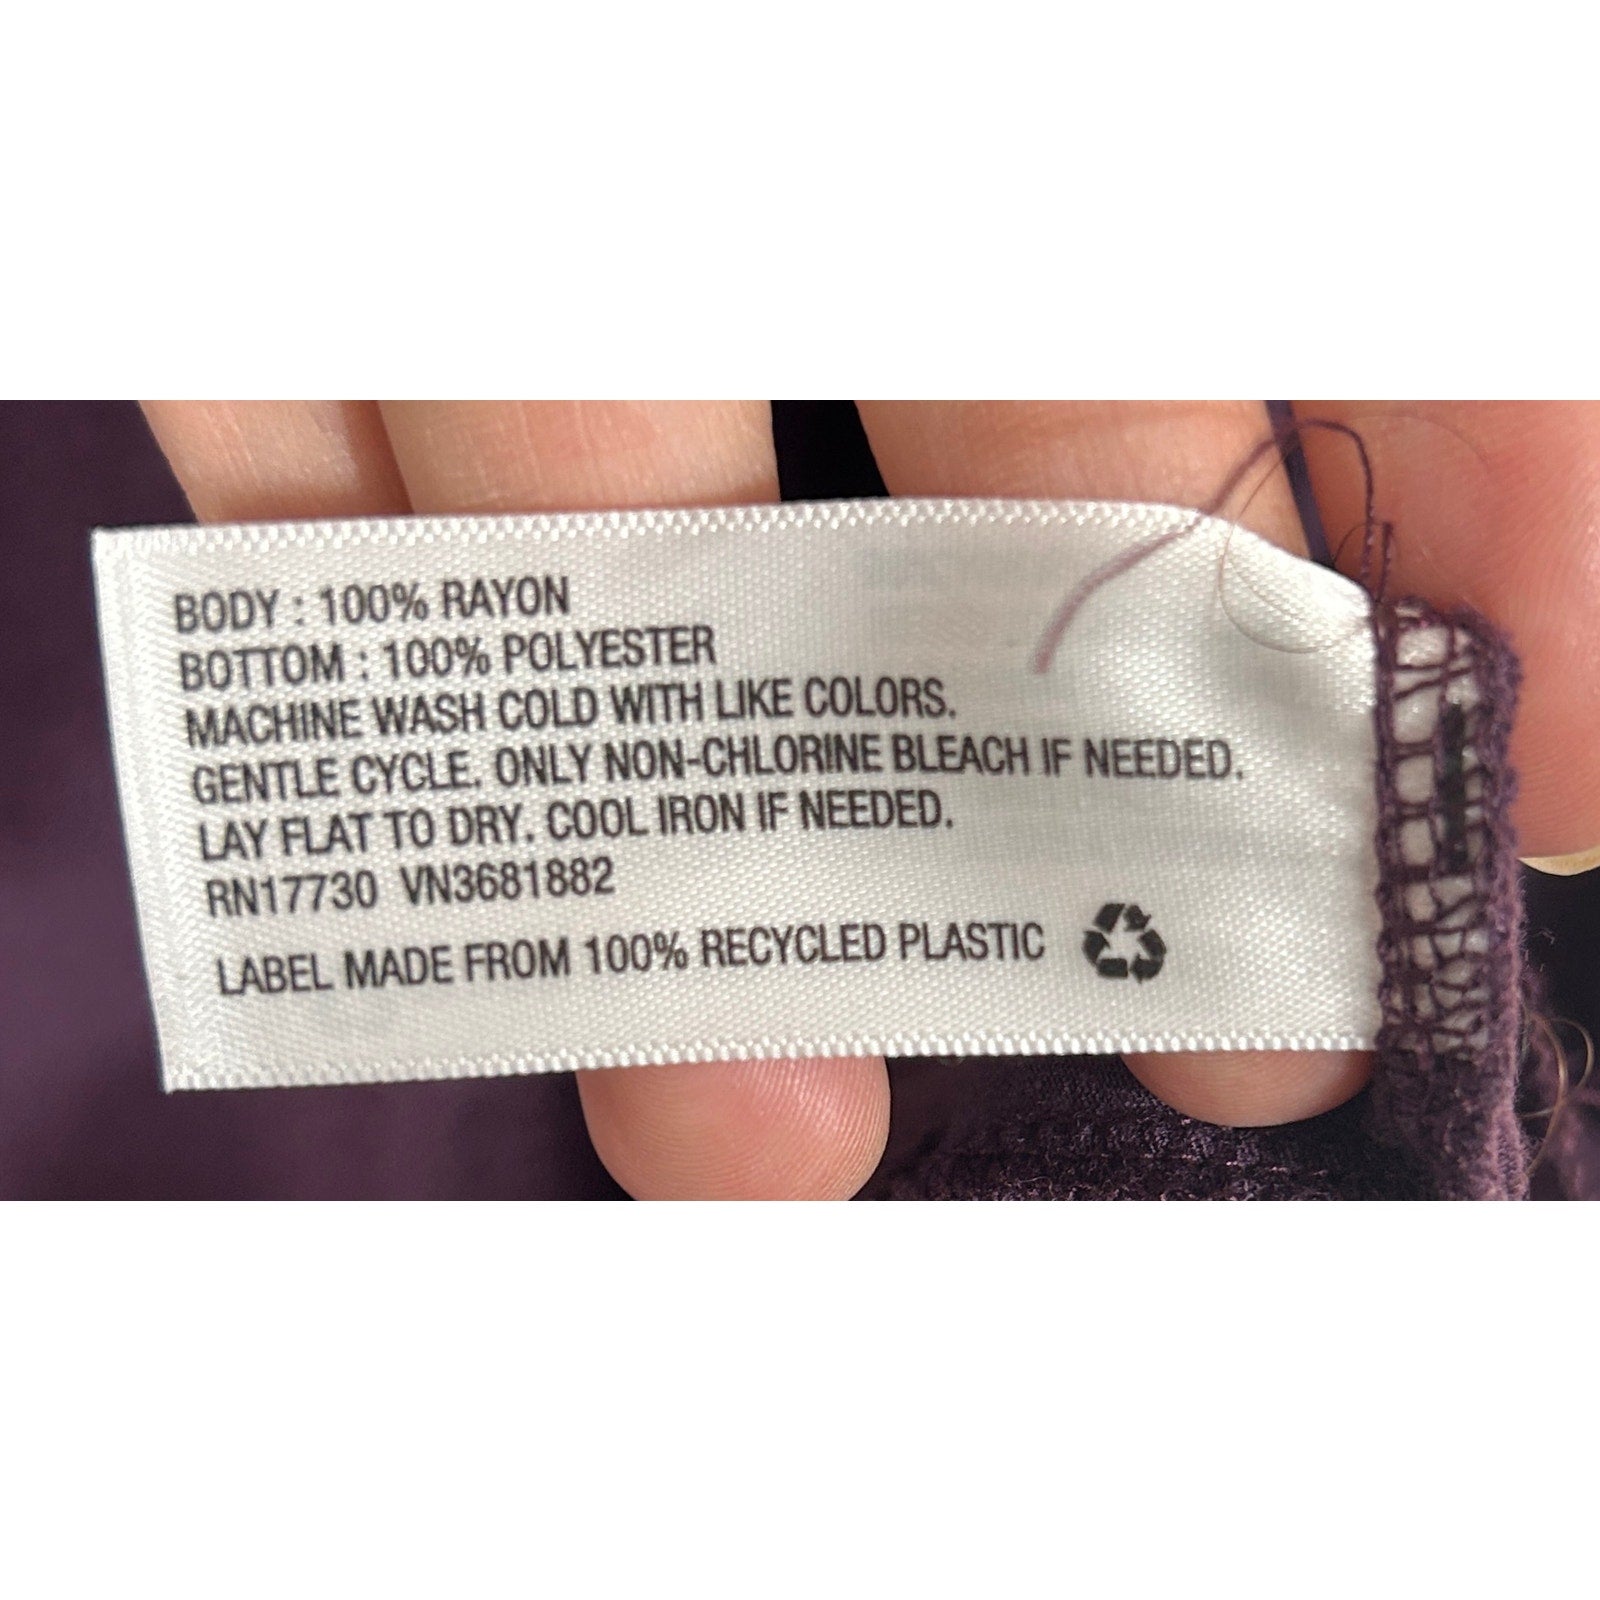 BODY : 100% RAYON
BOTTOM : 100% POLYESTER
MACHINE WASH COLD WITH LIKE COLORS.
GENTLE CYCLE. ONLY NON-CHLORINE BLEACH IF NEEDED.
LAY FLAT TO DRY. COOL IRON IF NEEDED.
RN17730 VN3681882
LABEL MADE FROM 100% RECYCLED PLASTIC